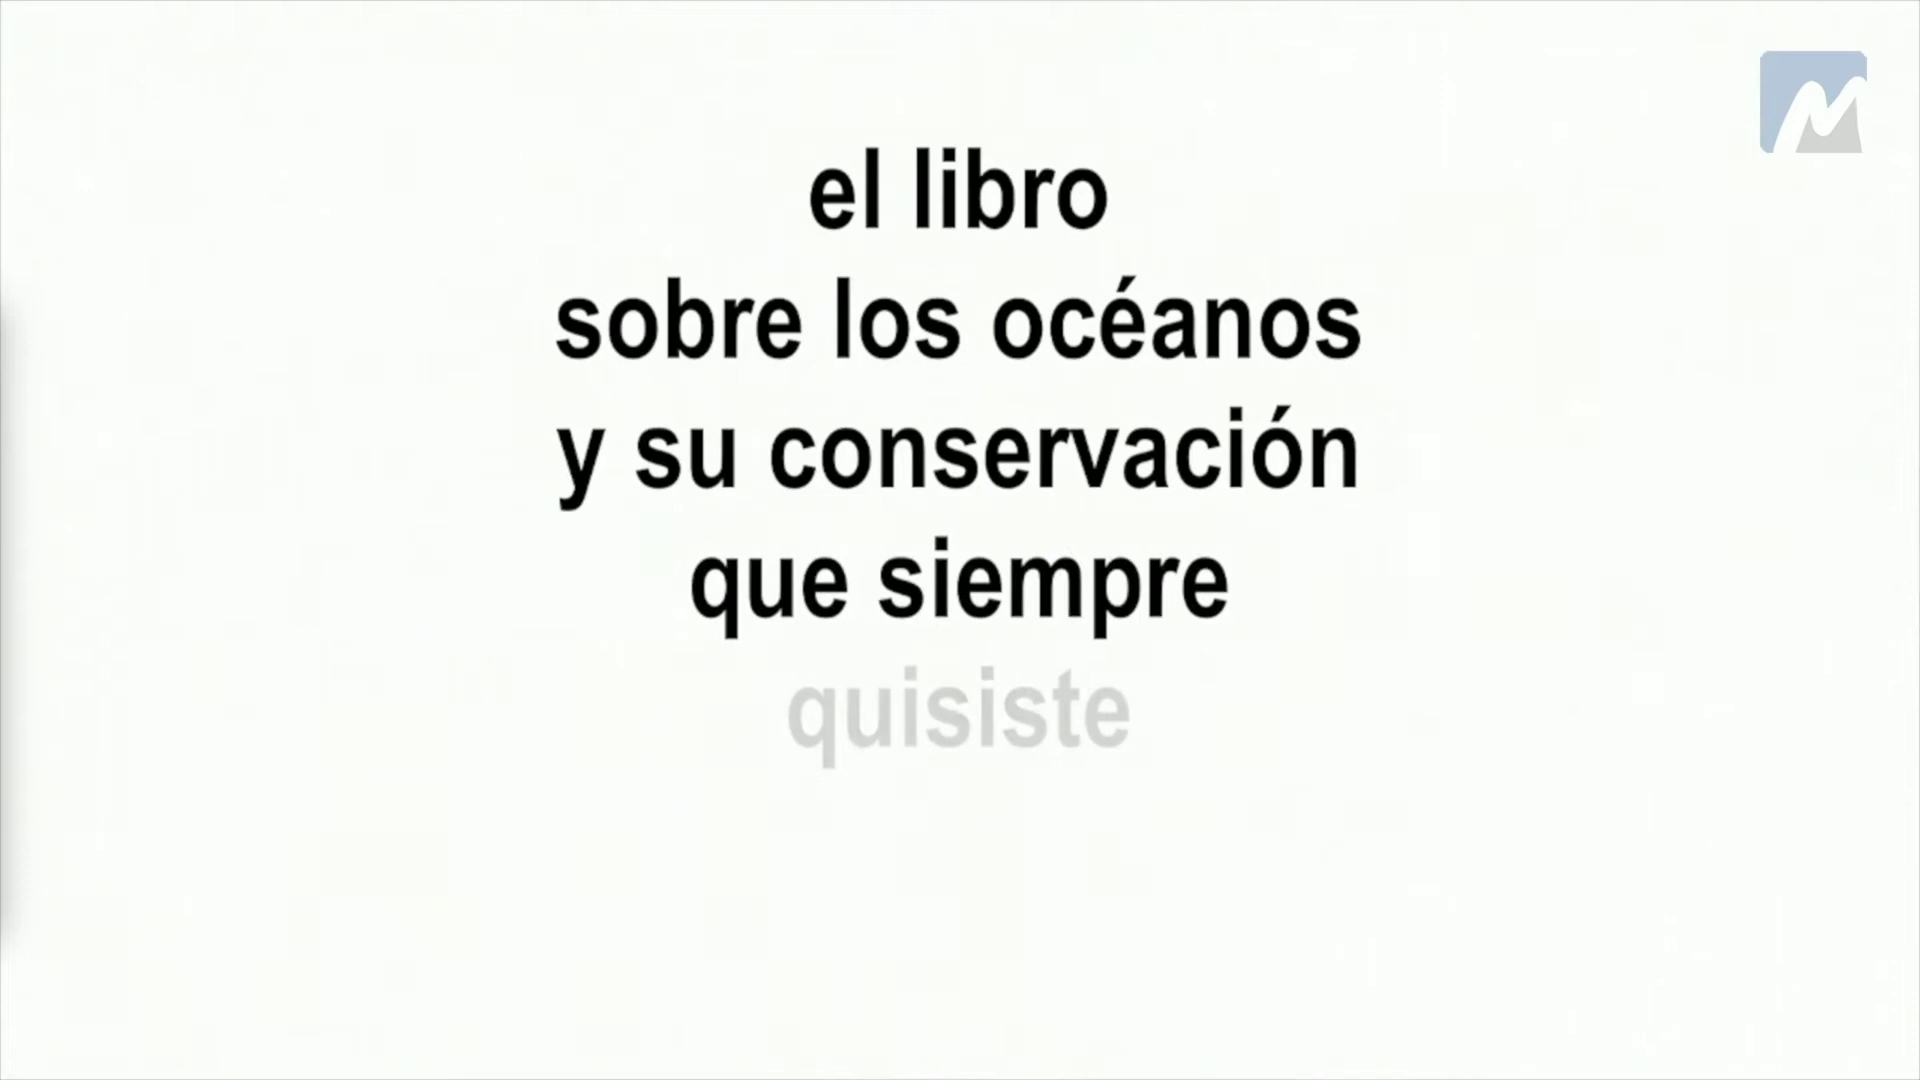 el libro
sobre los océanos
y su conservación
que siempre
quisiste